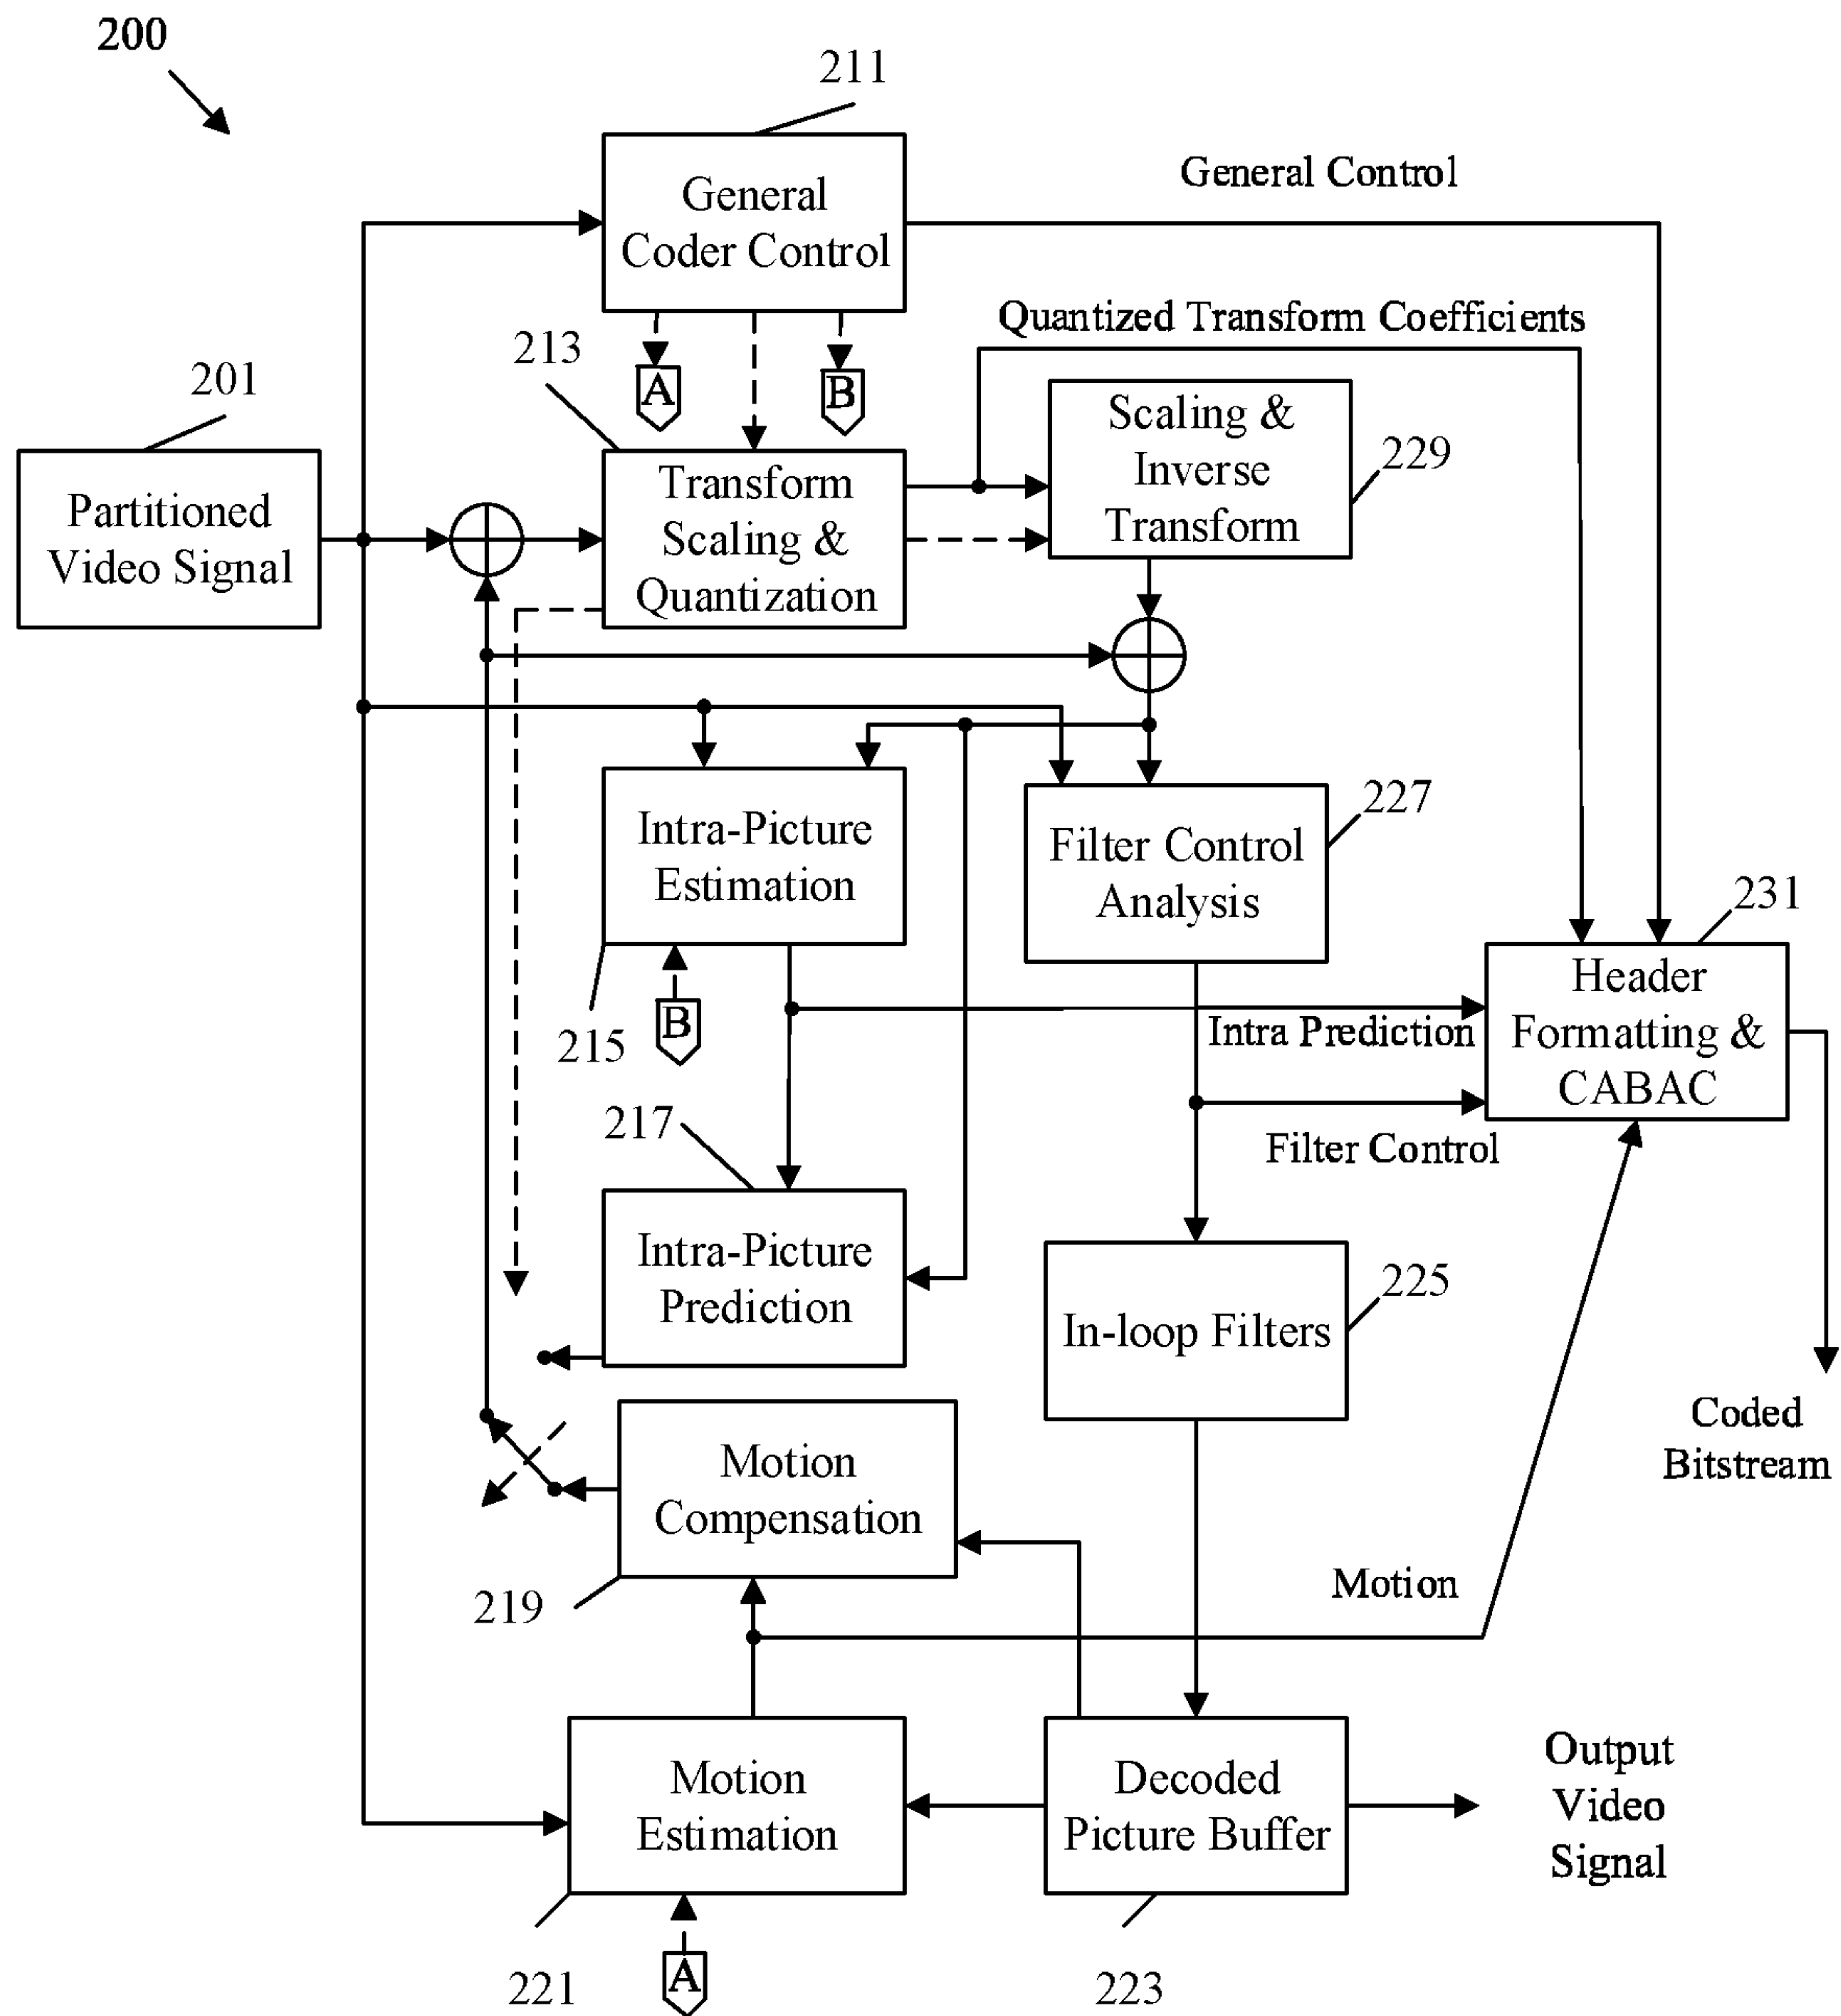 200
211
General
Coder Control
General Control
Quantized Transform Coefficients
213
A
B
201
Partitioned
Video Signal
Transform
Scaling &
Quantization
Scaling &
Inverse
Transform
229
Intra-Picture
Estimation
215
B
Filter Control
Analysis
227
231
Header
Formatting &
CABAC
Intra Prediction
Filter Control
217
Intra-Picture
Prediction
In-loop Filters
225
Coded
Bitstream
Motion
Compensation
219
Motion
Motion
Estimation
221
A
Decoded
Picture Buffer
223
Output
Video
Signal